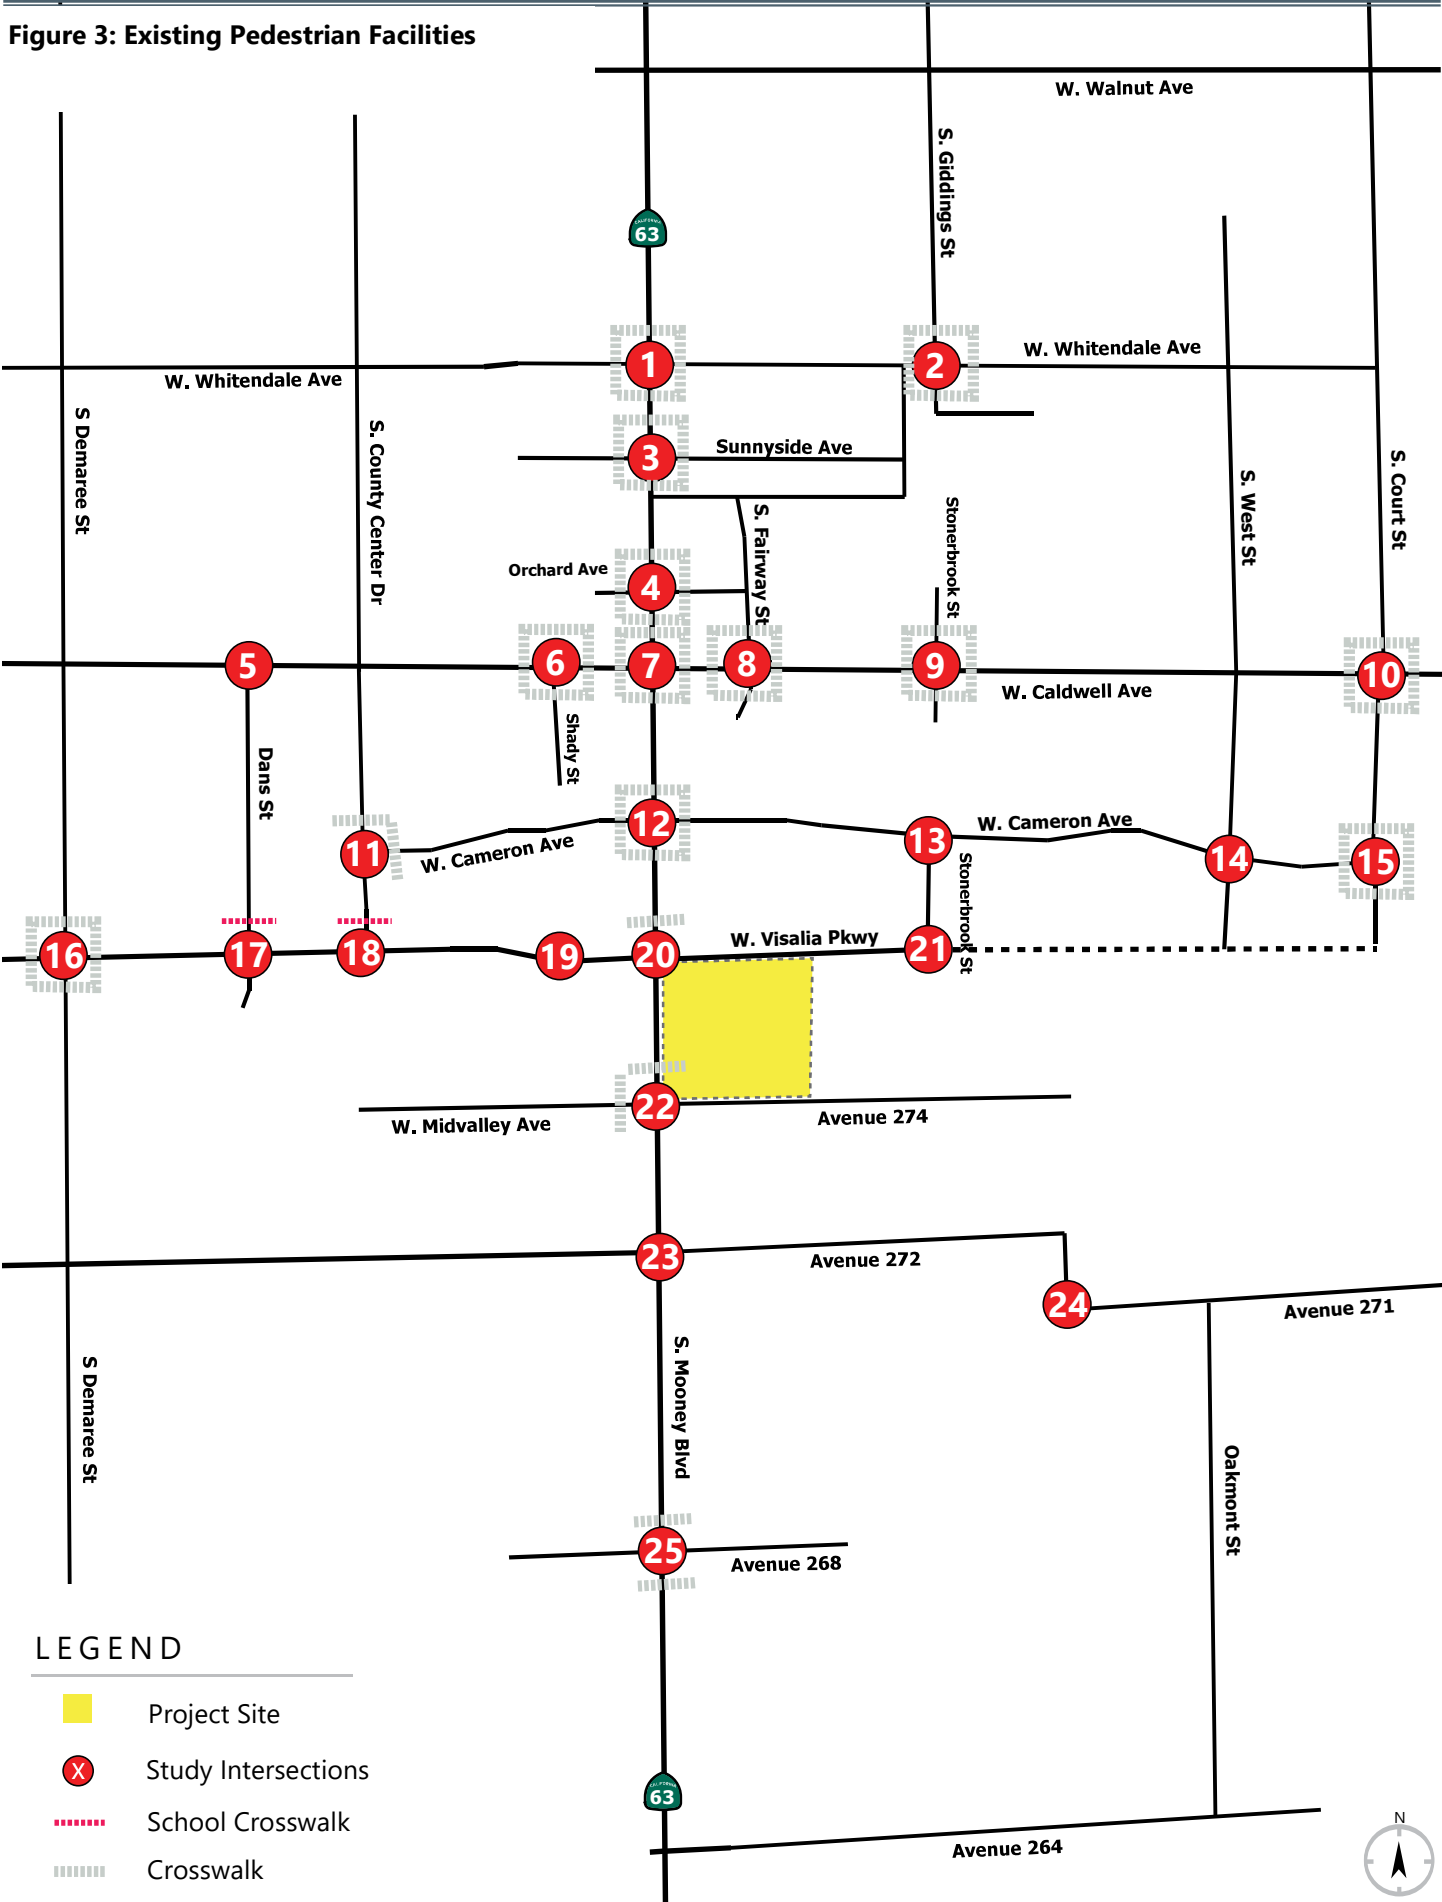 Figure 3: Existing Pedestrian Facilities
W. Walnut Ave
S. Giddings St
CALIFORNIA
63
1
2
W. Whitendale Ave
W. Whitendale Ave
S Demaree St
S. County Center Dr
3
Sunnyside Ave
S. Court St
S. West St
Stonerbrook St
S. Fairway St
Orchard Ave
4
5
6
7
8
9
10
W. Caldwell Ave
Shady St
Dans St
11
W. Cameron Ave
12
13
W. Cameron Ave
14
15
Stonerbrook St
16
17
18
19
20
W. Visalia Pkwy
21
22
W. Midvalley Ave
Avenue 274
23
Avenue 272
24
Avenue 271
S. Mooney Blvd
S Demaree St
Oakmont St
25
Avenue 268
LEGEND
Project Site
X
Study Intersections
School Crosswalk
Crosswalk
CALIFORNIA
63
Avenue 264
N